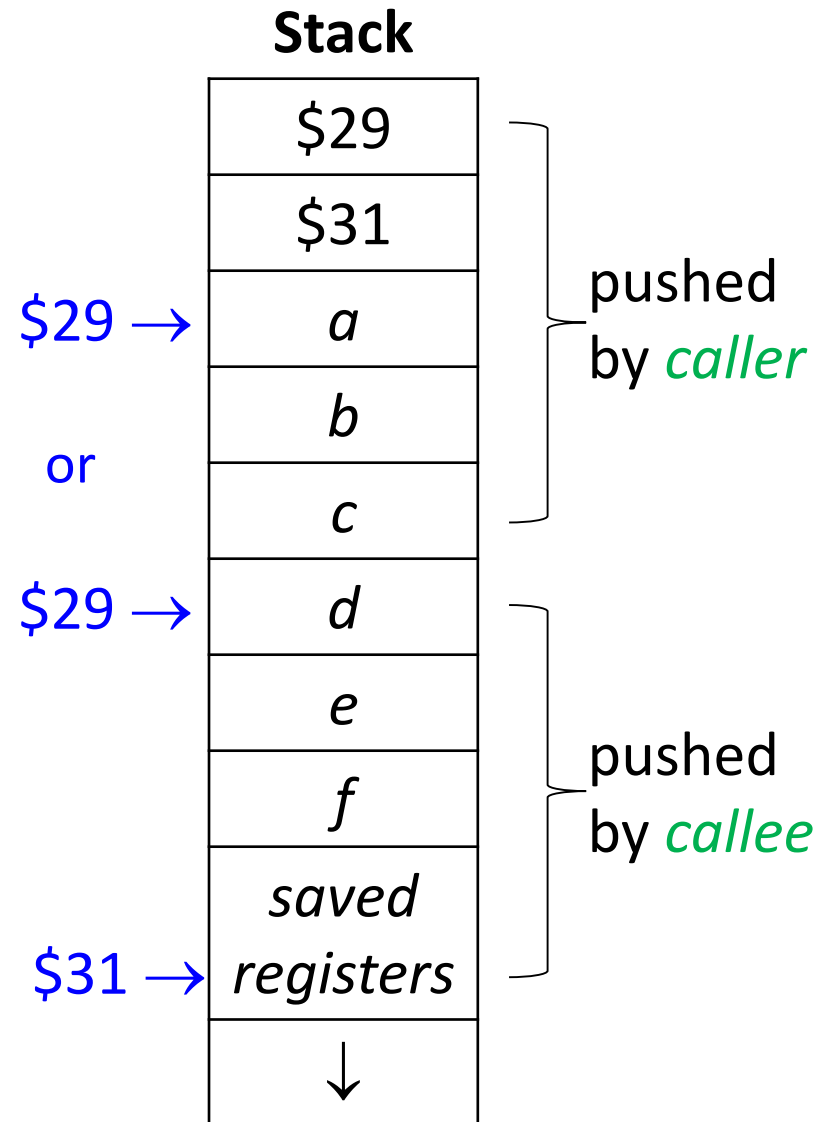 Stack
$29
$31
$29 → a
b
or
c
$29 → d
e
f
saved
registers
$31 →
↓
pushed
by caller
pushed
by callee